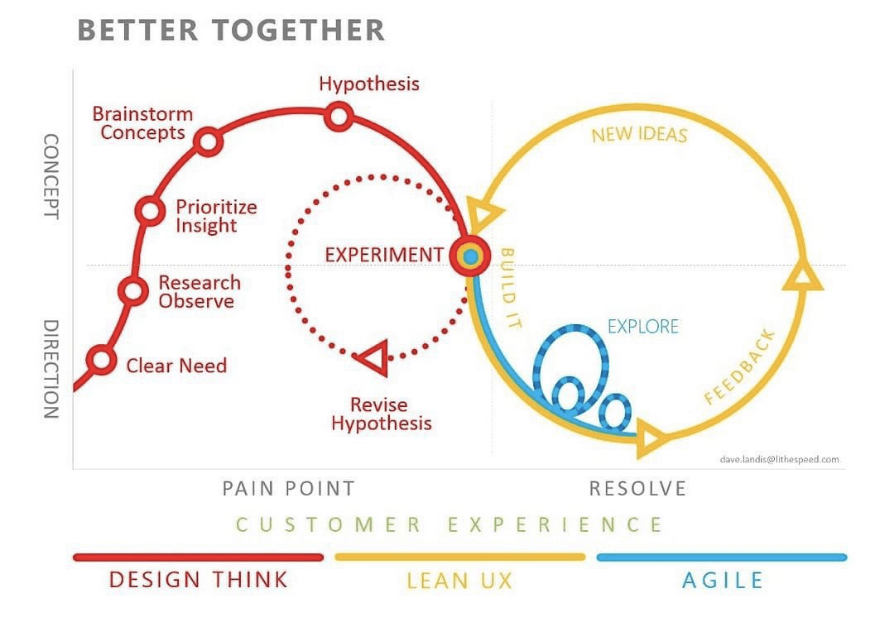 BETTER TOGETHER
Hypothesis
Brainstorm
Concepts
NEW IDEAS
CONCEPT
Prioritize
Insight
EXPERIMENT
BUILD IT
Research
Observe
EXPLORE
DIRECTION
Clear Need
FEEDBACK
Revise
Hypothesis
dave.landis@lithespeed.com
PAIN POINT
RESOLVE
CUSTOMER EXPERIENCE
DESIGN THINK
LEAN UX
AGILE